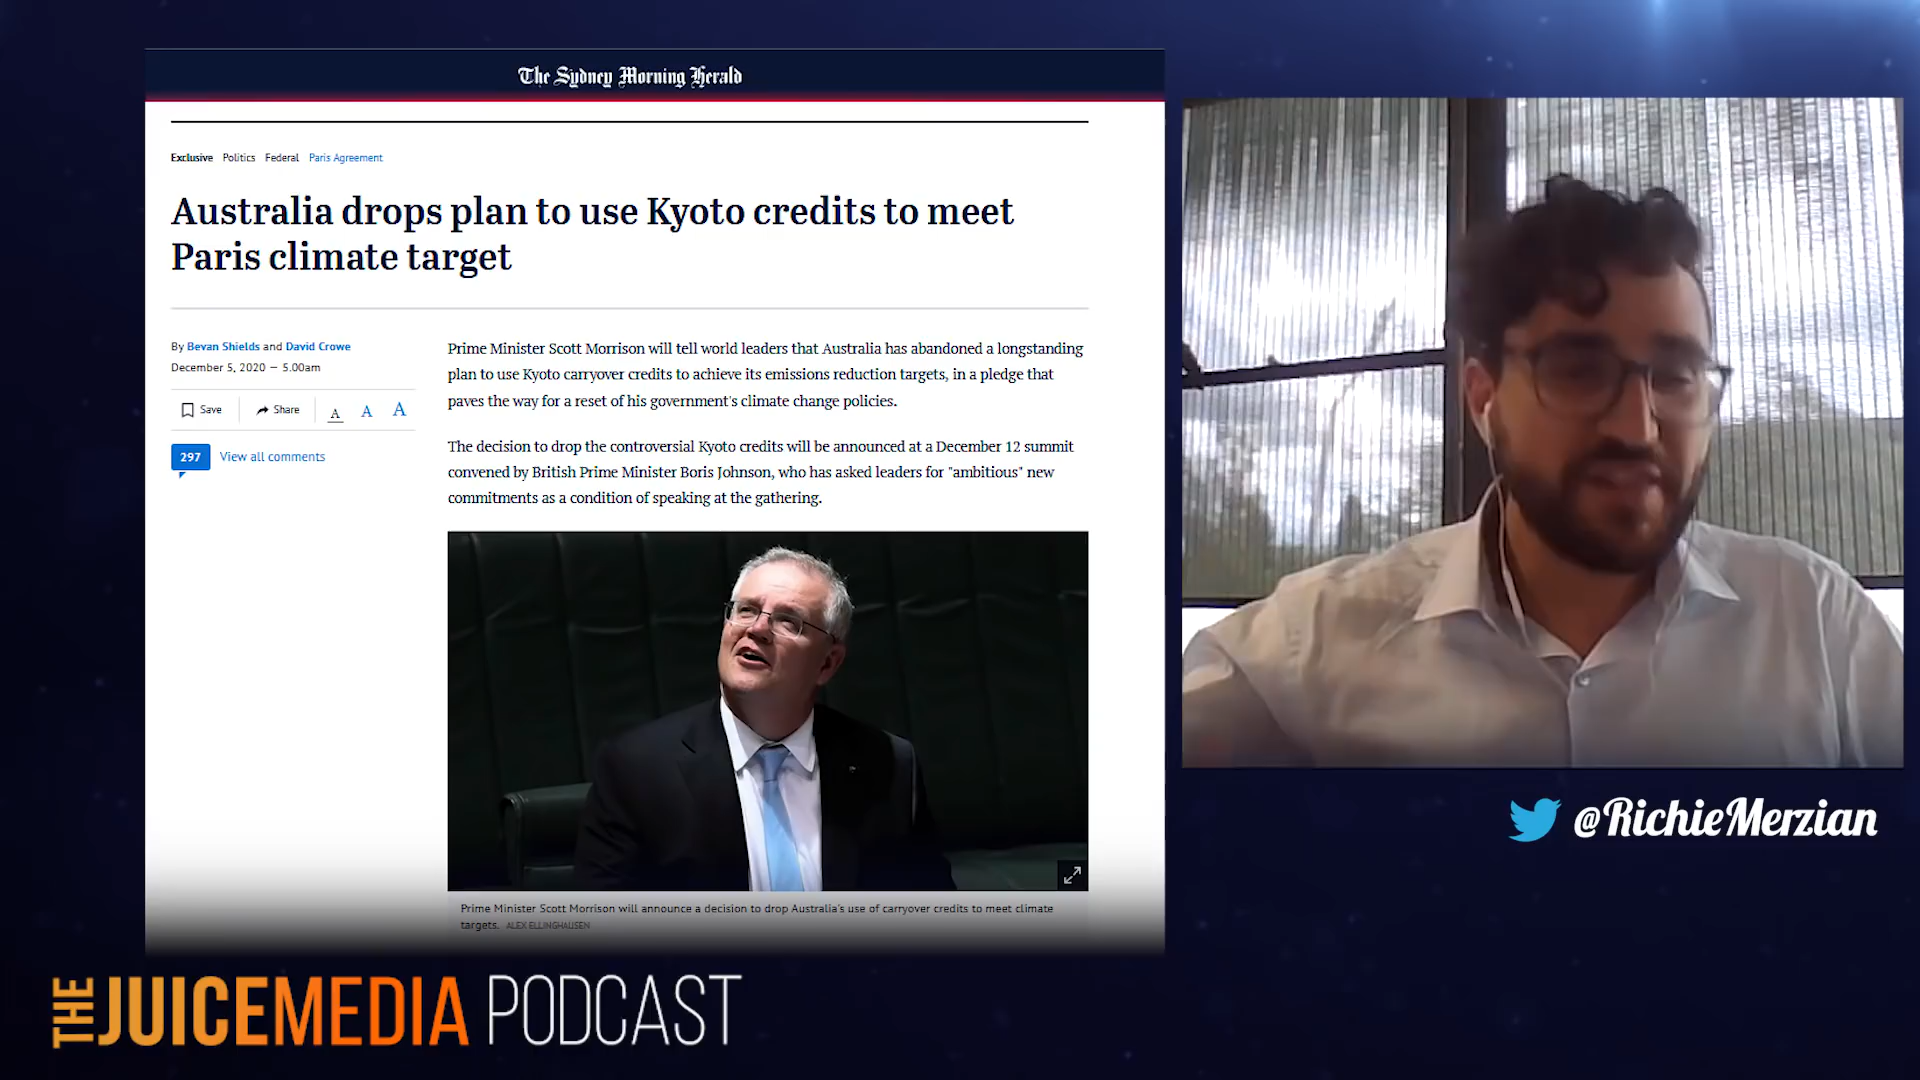 The Sydney Morning Herald
Exclusive Politics Federal Paris Agreement
Australia drops plan to use Kyoto credits to meet
Paris climate target
By Bevan Shields and David Crowe
December 5, 2020 — 5.00am
Save Share A A A
297 View all comments
Prime Minister Scott Morrison will tell world leaders that Australia has abandoned a longstanding
plan to use Kyoto carryover credits to achieve its emissions reduction targets, in a pledge that
paves the way for a reset of his government's climate change policies.
The decision to drop the controversial Kyoto credits will be announced at a December 12 summit
convened by British Prime Minister Boris Johnson, who has asked leaders for "ambitious" new
commitments as a condition of speaking at the gathering.
Prime Minister Scott Morrison will announce a decision to drop Australia's use of carryover credits to meet climate
targets. ALEX ELLINGHAUSEN
@RichieMerzian
THE JUICEMEDIA PODCAST